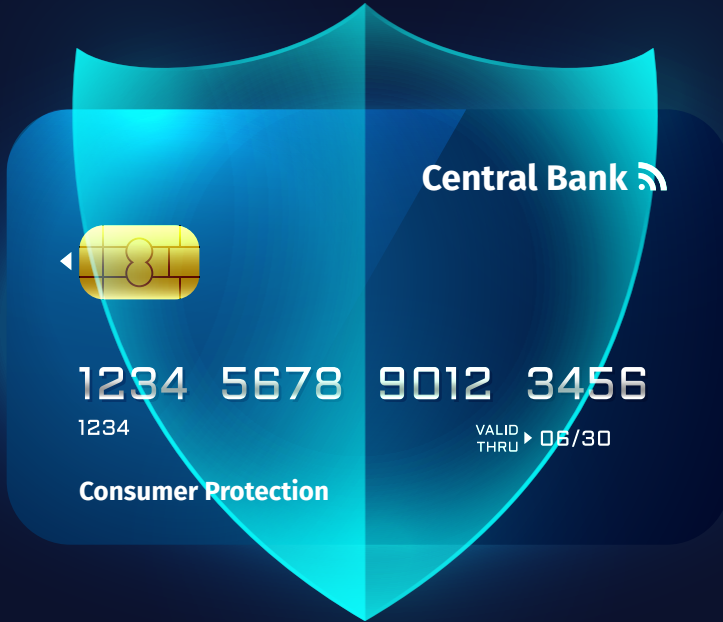 Central Bank
1234 5678 9012 3456
1234
VALID
THRU 06/30
Consumer Protection